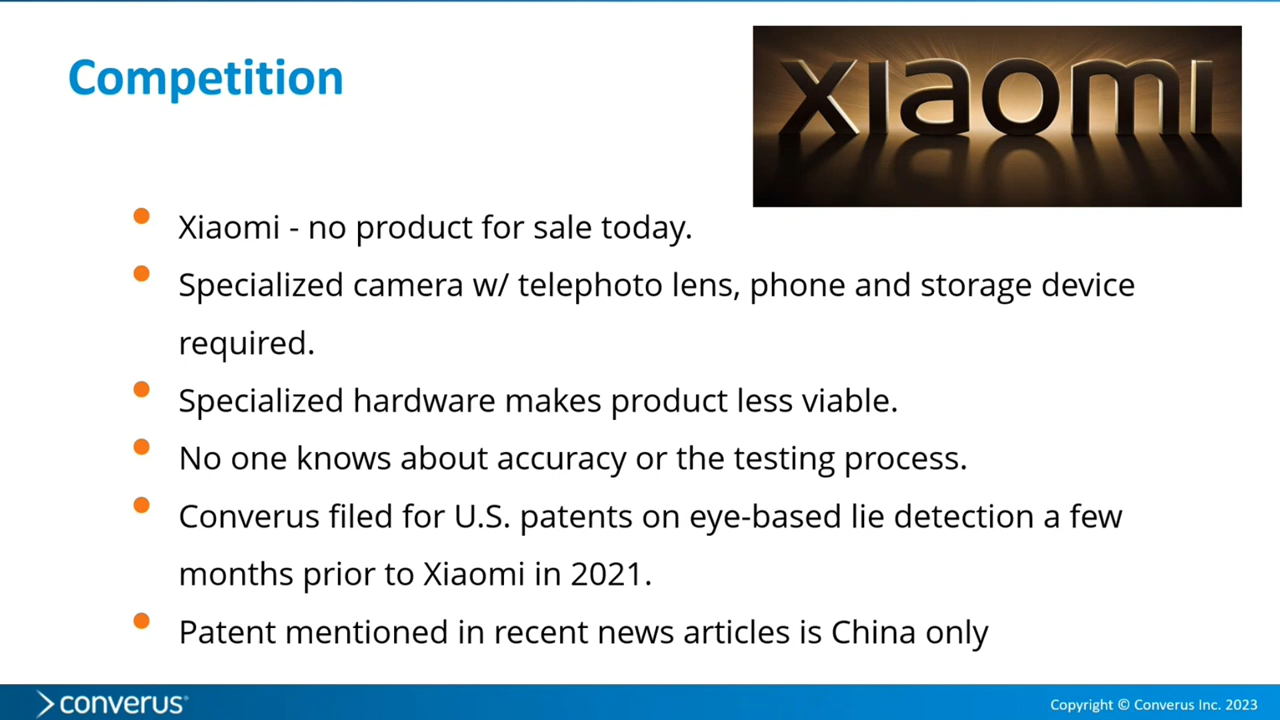 Competition
xiaomi
Xiaomi - no product for sale today.
Specialized camera w/ telephoto lens, phone and storage device
required.
Specialized hardware makes product less viable.
No one knows about accuracy or the testing process.
Converus filed for U.S. patents on eye-based lie detection a few
months prior to Xiaomi in 2021.
Patent mentioned in recent news articles is China only
converus®
Copyright © Converus Inc. 2023